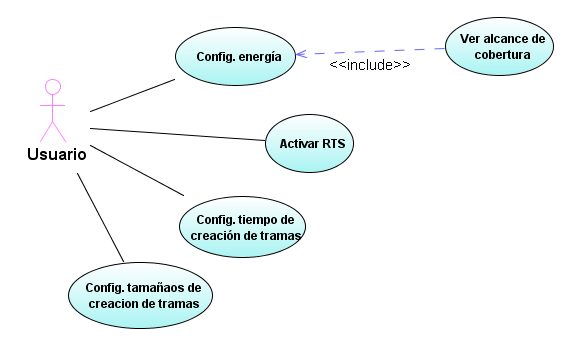 Ver alcance de
cobertura
Config. energía
<<include>>
Activar RTS
Usuario
Config. tiempo de
creación de tramas
Config. tamañaos de
creacion de tramas